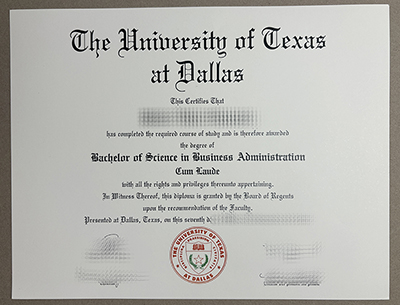 The University of Texas
at Dallas
This Certifies That
has completed the required course of study and is therefore awarded
the degree of
Bachelor of Science in Business Administration
Cum Laude
with all the rights and privileges thereunto appertaining.
In Witness Thereof, this diploma is granted by the Board of Regents
upon the recommendation of the Faculty.
Presented at Dallas, Texas, on this seventh d
THE UNIVERSITY OF TEXAS
AT DALLAS